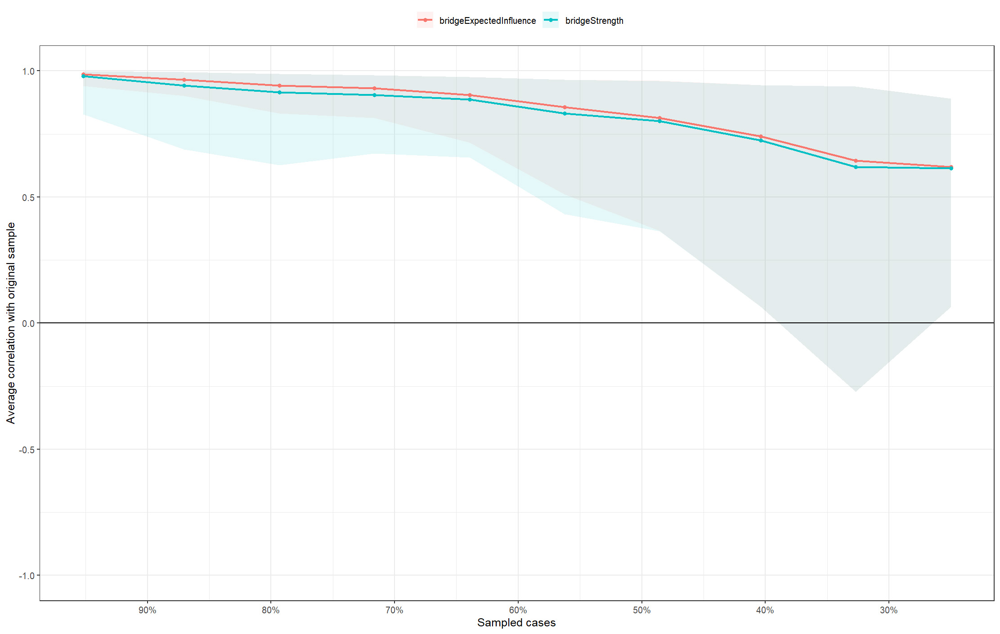 bridgeExpectedInfluence bridgeStrength
1.0
0.5
0.0
-0.5
-1.0
Average correlation with original sample
90% 80% 70% 60% 50% 40% 30%
Sampled cases